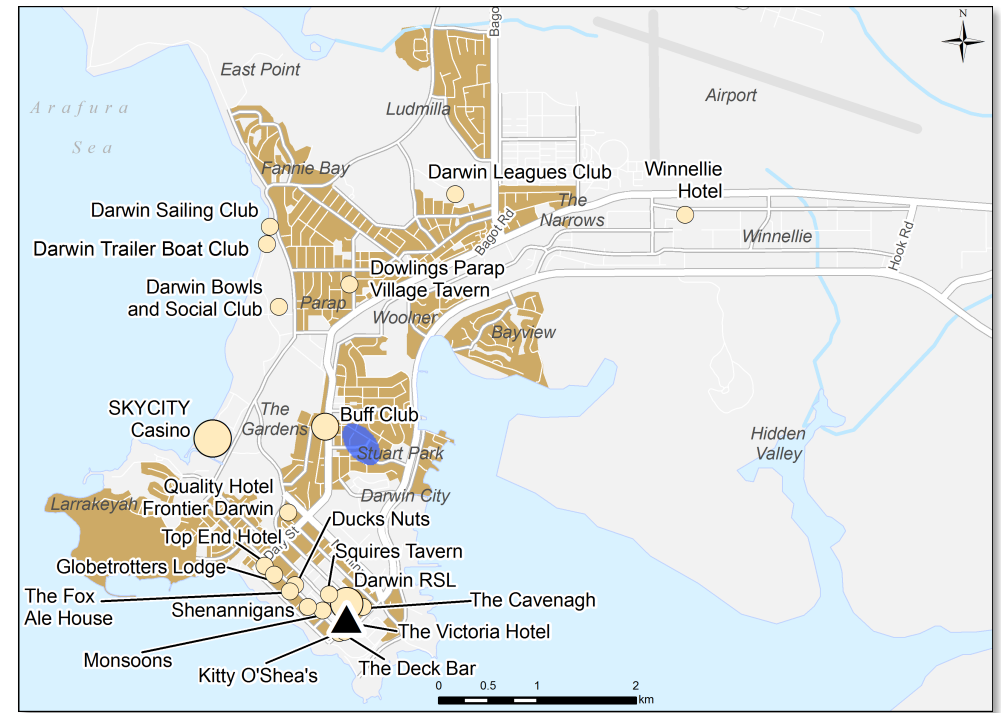 Bago
N
East Point
Arafura
Sea
Ludmilla
Airport
Fannie Bay
Darwin Leagues Club
Winnellie
Hotel
The
Narrows
Darwin Sailing Club
Bagot Rd
Winnellie
Hook Rd
Darwin Trailer Boat Club
Dowlings Parap
Village Tavern
Darwin Bowls
and Social Club
Parap
Woolner
Bayview
SKYCITY
Casino
The
Gardens
Buff Club
Stuart Park
Hidden
Valley
Quality Hotel
Frontier Darwin
Darwin City
Larrakeyah
Ducks Nuts
Top End Hotel
Daly St
Squires Tavern
Globetrotters Lodge
Darwin RSL
The Fox
Ale House
Shenannigans
The Cavenagh
The Victoria Hotel
Monsoons
Kitty O'Shea's
The Deck Bar
0 0.5 1 2
km